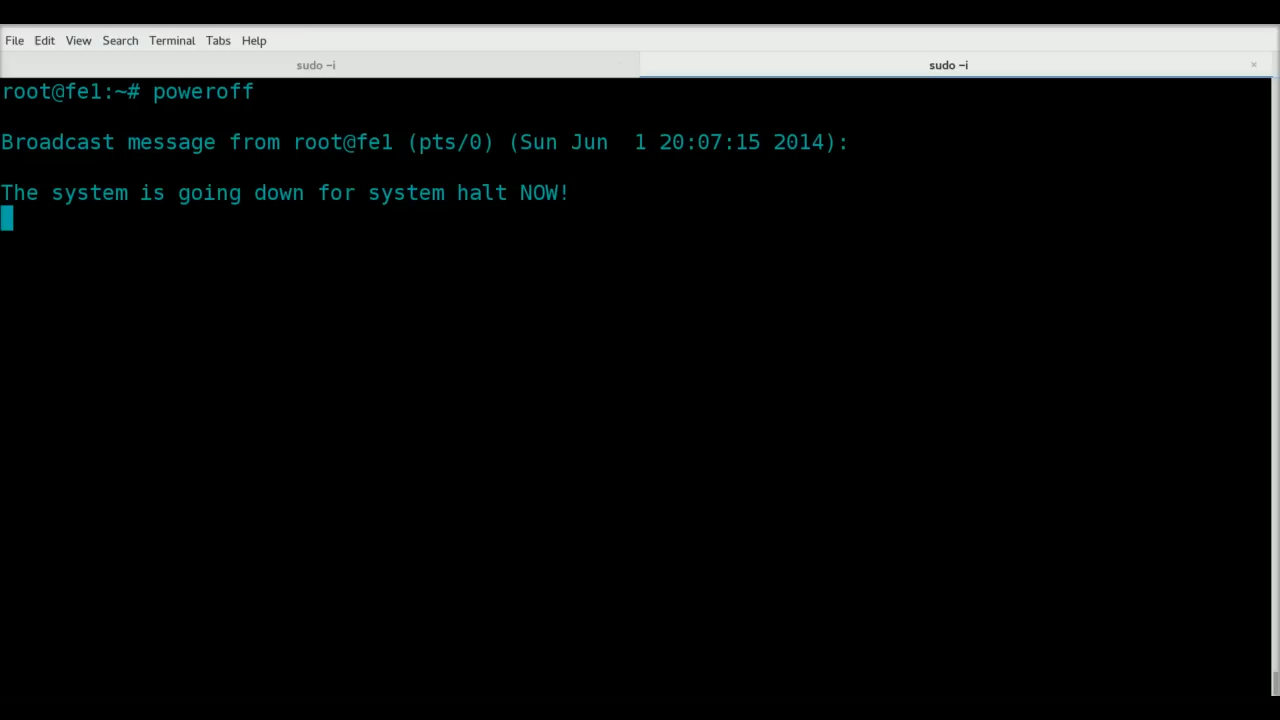 File Edit View Search Terminal Tabs Help
sudo -i sudo -i ×
root@fe1:~# poweroff
Broadcast message from root@fe1 (pts/0) (Sun Jun  1 20:07:15 2014):
The system is going down for system halt NOW!